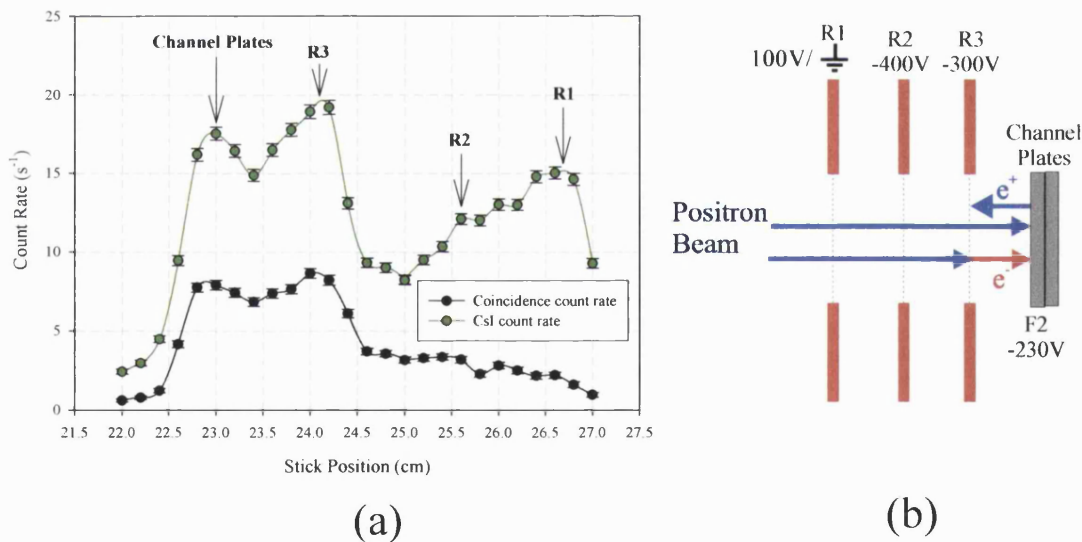 25
20
15
10
5
0
Count Rate (s-1)
21.5 22.0 22.5 23.0 23.5 24.0 24.5 25.0 25.5 26.0 26.5 27.0 27.5
Stick Position (cm)
Channel Plates
R3
R2
R1
Coincidence count rate
CsI count rate
(a)
R1 R2 R3
100V/ -400V -300V
Channel
Plates
e+
Positron
Beam
e-
F2
-230V
(b)